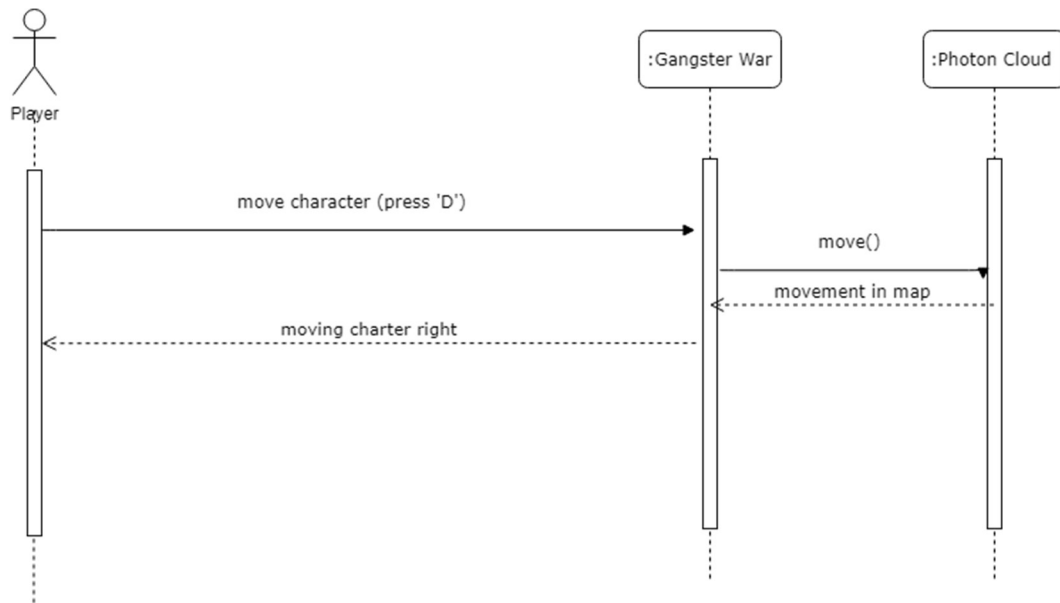 :Gangster War
:Photon Cloud
Player
move character (press 'D')
move()
movement in map
moving charter right